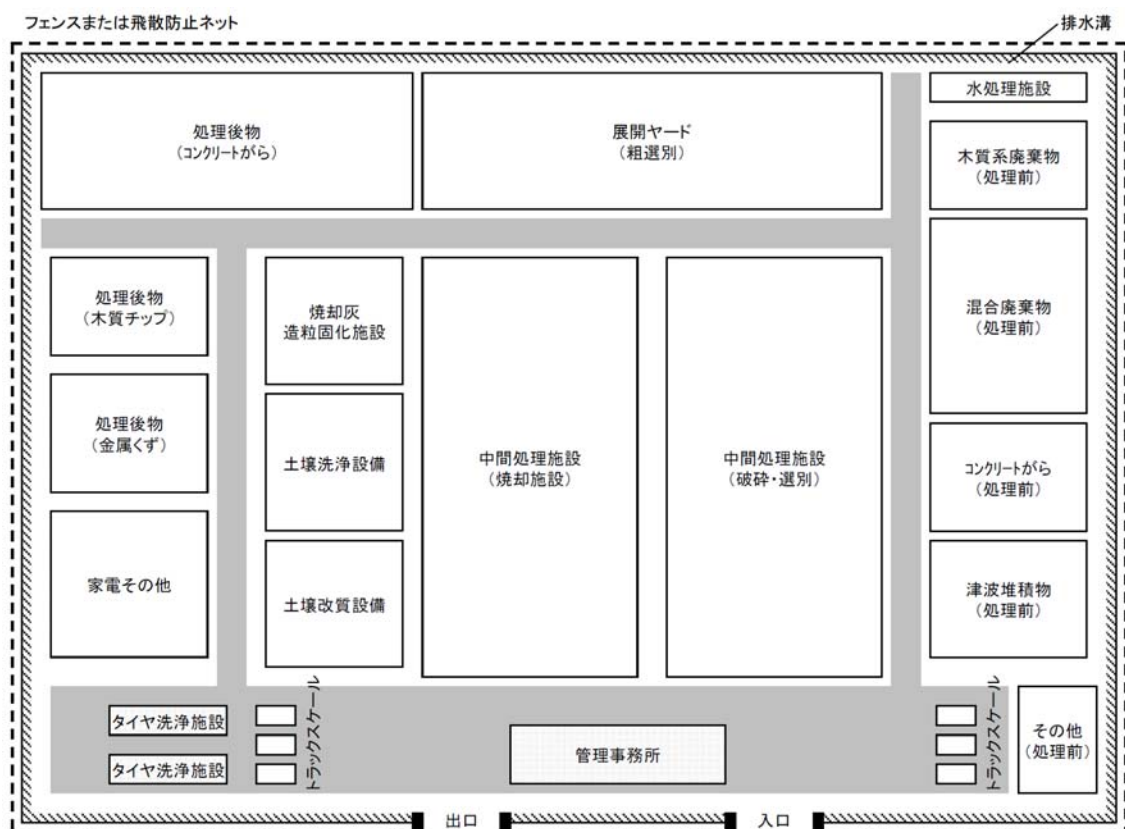 フェンスまたは飛散防止ネット
排水溝
処理後物
(コンクリートがら)
展開ヤード
(粗選別)
水処理施設
木質系廃棄物
(処理前)
処理後物
(木質チップ)
焼却灰
造粒固化施設
混合廃棄物
(処理前)
処理後物
(金属くず)
土壌洗浄設備
中間処理施設
(焼却施設)
中間処理施設
(破砕・選別)
コンクリートがら
(処理前)
家電その他
土壌改質設備
津波堆積物
(処理前)
タイヤ洗浄施設
タイヤ洗浄施設
トラックスケール
管理事務所
トラックスケール
その他
(処理前)
出口
入口